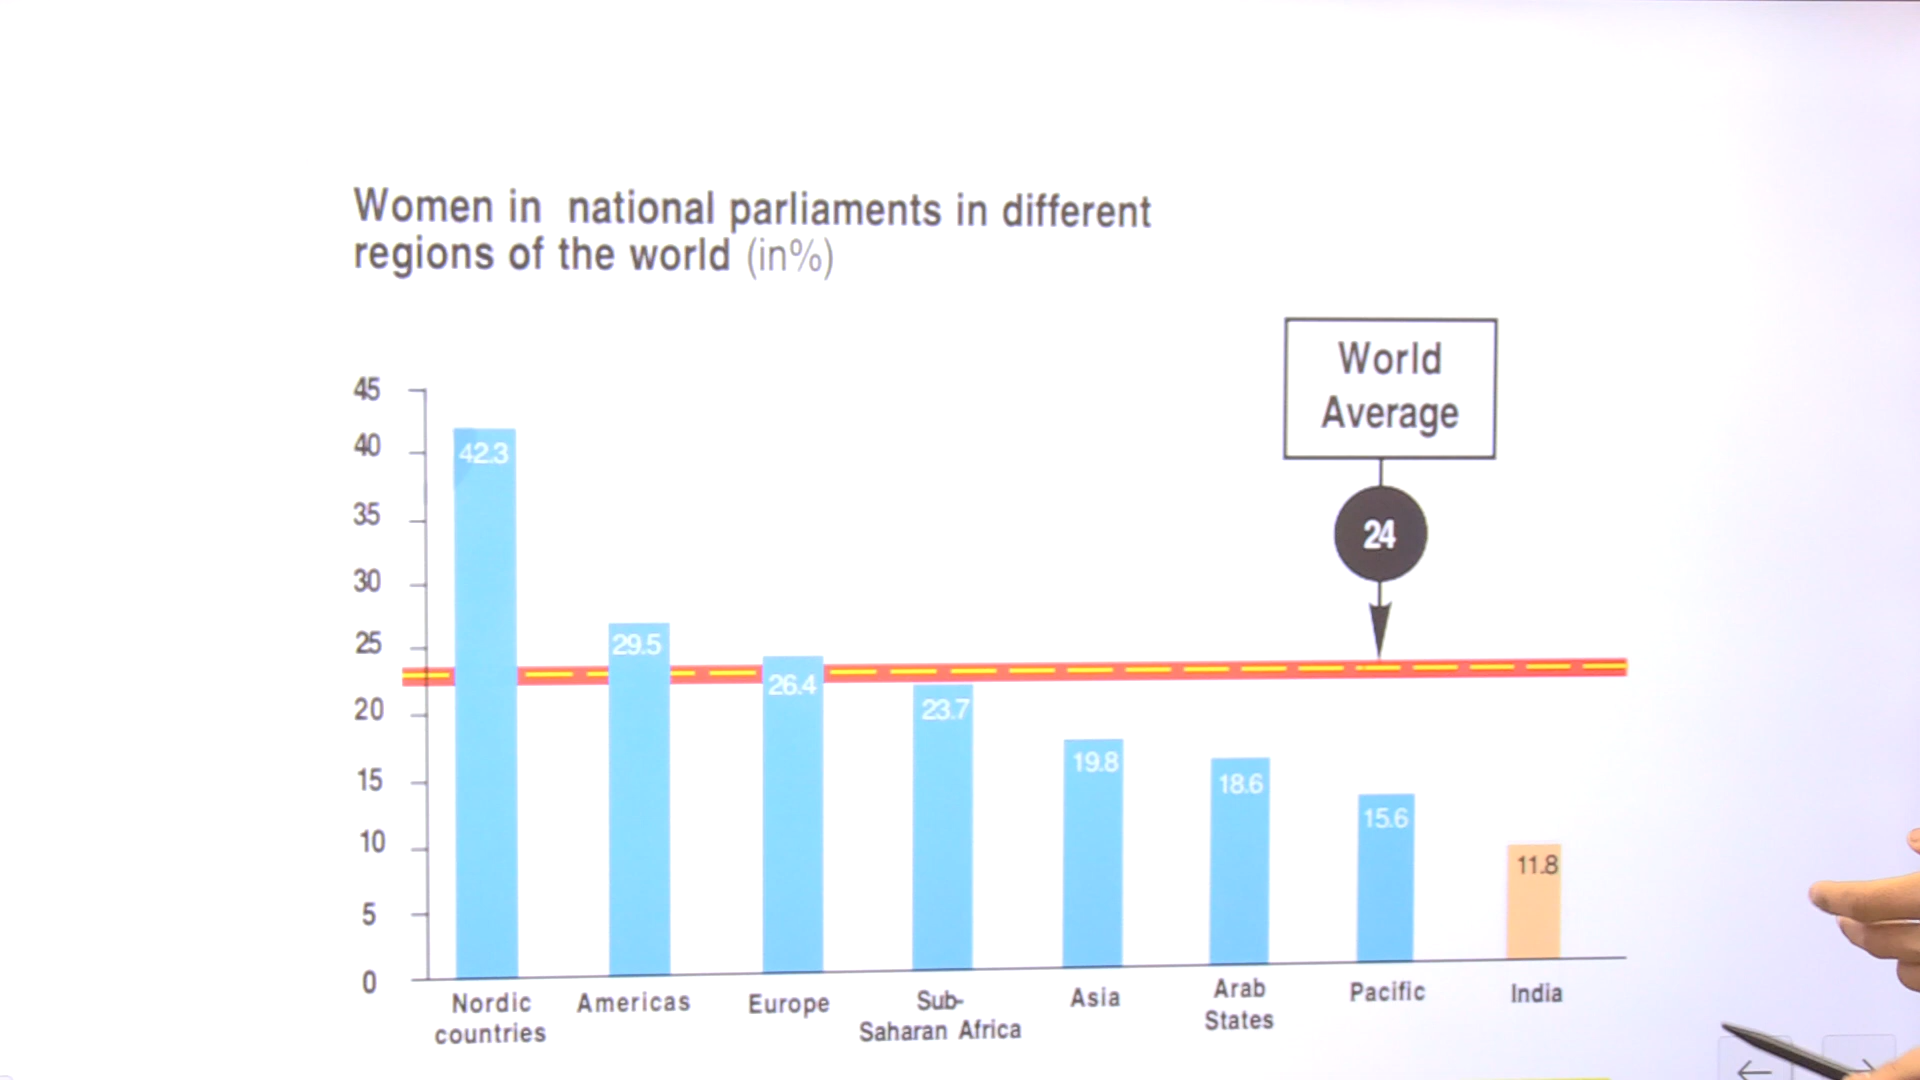 Women in national parliaments in different
regions of the world (in%)
World
Average
24
45
40
35
30
25
20
15
10
5
0
42.3
29.5
26.4
23.7
19.8
18.6
15.6
11.8
Nordic
countries
Americas
Europe
Sub-
Saharan Africa
Asia
Arab
States
Pacific
India